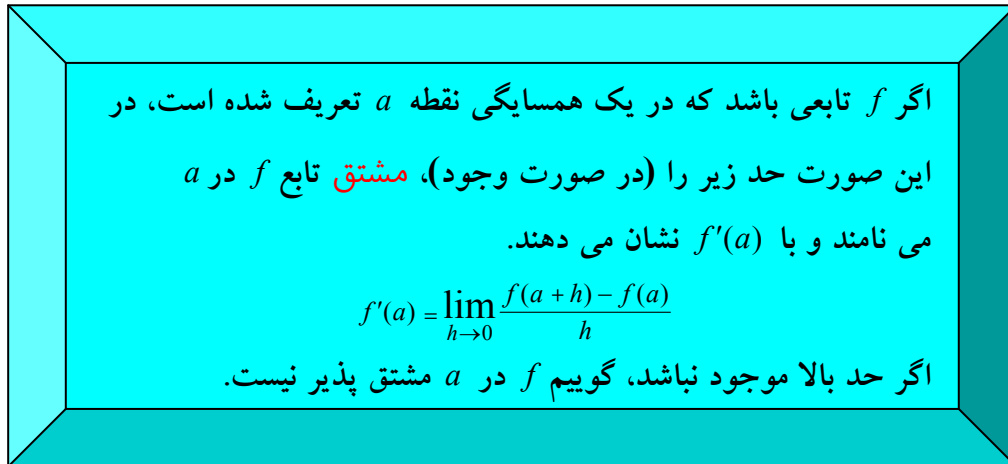 اگر f تابعی باشد که در یک همسایگی نقطه a تعریف شده است، در
این صورت حد زیر را (در صورت وجود)، مشتق تابع f در a
می نامند و با f′(a) نشان می دهند.
f′(a) = lim h→0 f(a + h) − f(a) / h
اگر حد بالا موجود نباشد، گوییم f در a مشتق پذیر نیست.